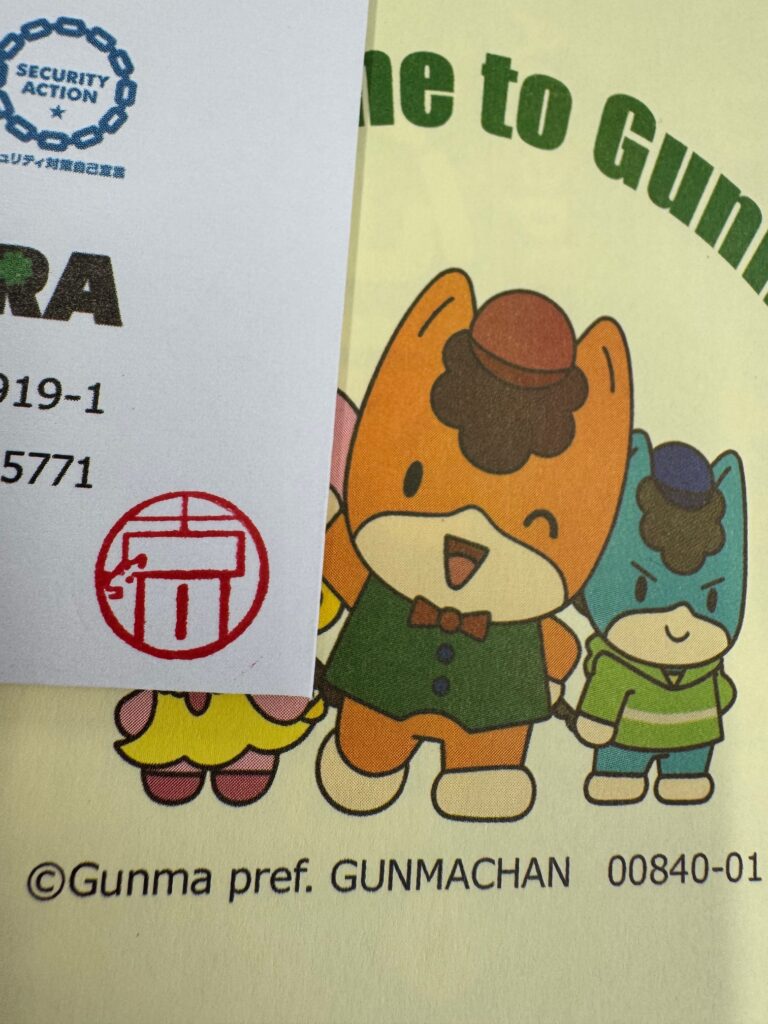 SECURITY
ACTION
ュリティ対策自己宣言
RA
919-1
5771
me to Gunm
©Gunma pref. GUNMACHAN 00840-01